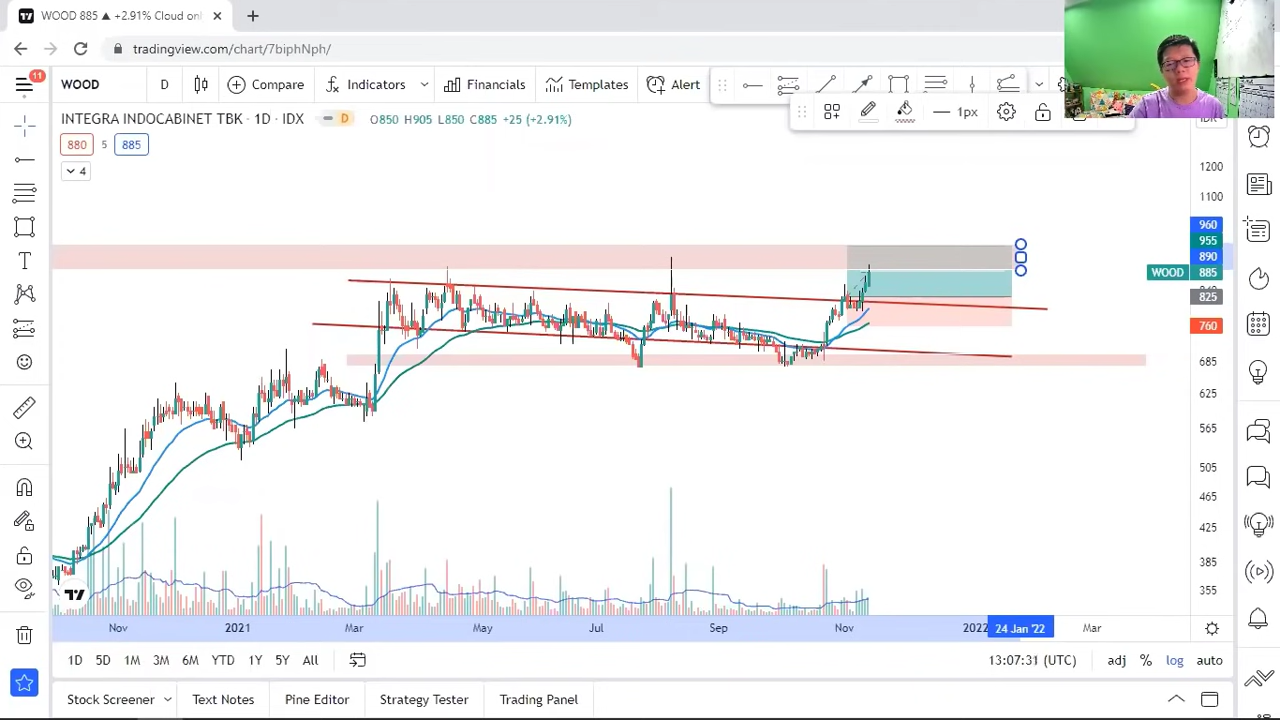 WOOD 885 ▲ +2.91% Cloud on
tradingview.com/chart/7biphNph/
11
WOOD D Compare Indicators Financials Templates Alert
1px
INTEGRA INDOCABINET TBK · 1D · IDX D O850 H905 L850 C885 +25 (+2.91%)
880 5 885
4
1200
1100
960
955
890
WOOD 885
825
760
685
625
565
505
465
425
385
355
Nov 2021 Mar May Jul Sep Nov 2022 24 Jan '22 Mar
1D 5D 1M 3M 6M YTD 1Y 5Y All 13:07:31 (UTC) adj % log auto
Stock Screener Text Notes Pine Editor Strategy Tester Trading Panel